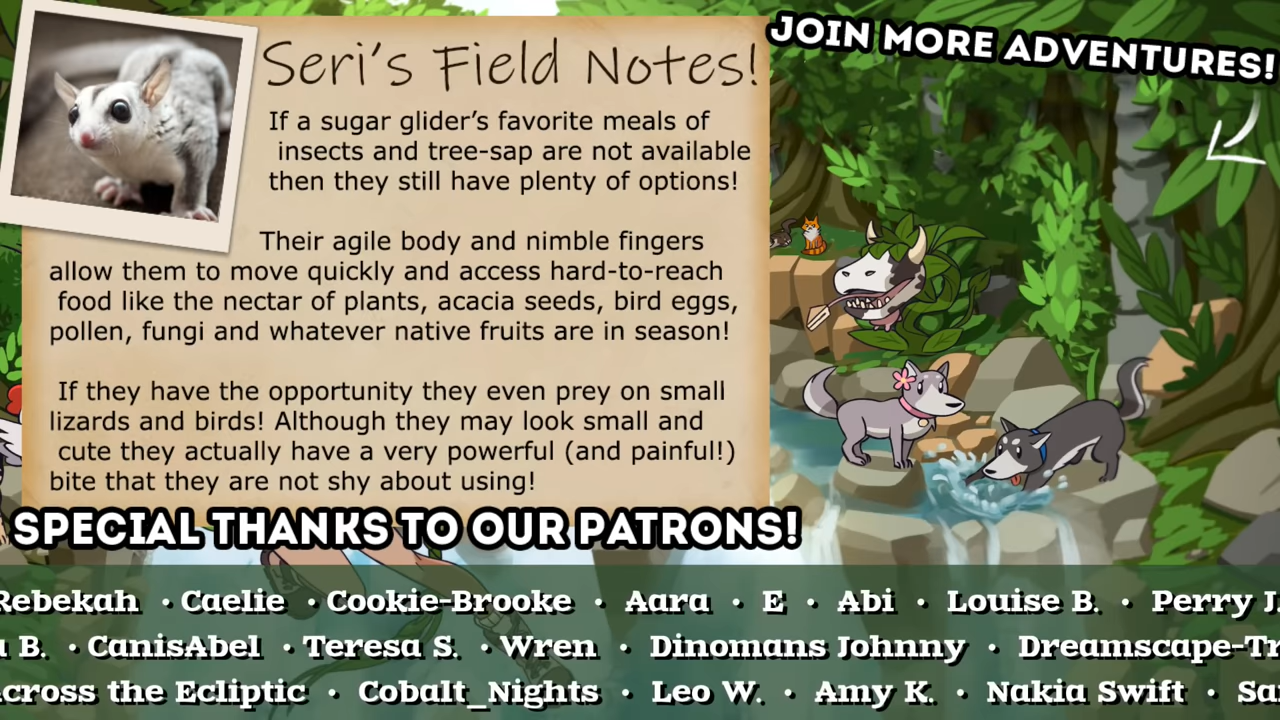 Seri's Field Notes!
If a sugar glider's favorite meals of
insects and tree-sap are not available
then they still have plenty of options!
Their agile body and nimble fingers
allow them to move quickly and access hard-to-reach
food like the nectar of plants, acacia seeds, bird eggs,
pollen, fungi and whatever native fruits are in season!
If they have the opportunity they even prey on small
lizards and birds! Although they may look small and
cute they actually have a very powerful (and painful!)
bite that they are not shy about using!
JOIN MORE ADVENTURES!
SPECIAL THANKS TO OUR PATRONS!
Rebekah • Caelie • Cookie-Brooke • Aara • E • Abi • Louise B. • Perry J.
B. • CanisAbel • Teresa S. • Wren • Dinomans Johnny • Dreamscape-
the Ecliptic • Cobalt_Nights • Leo W. • Amy K. • Nakia Swift •